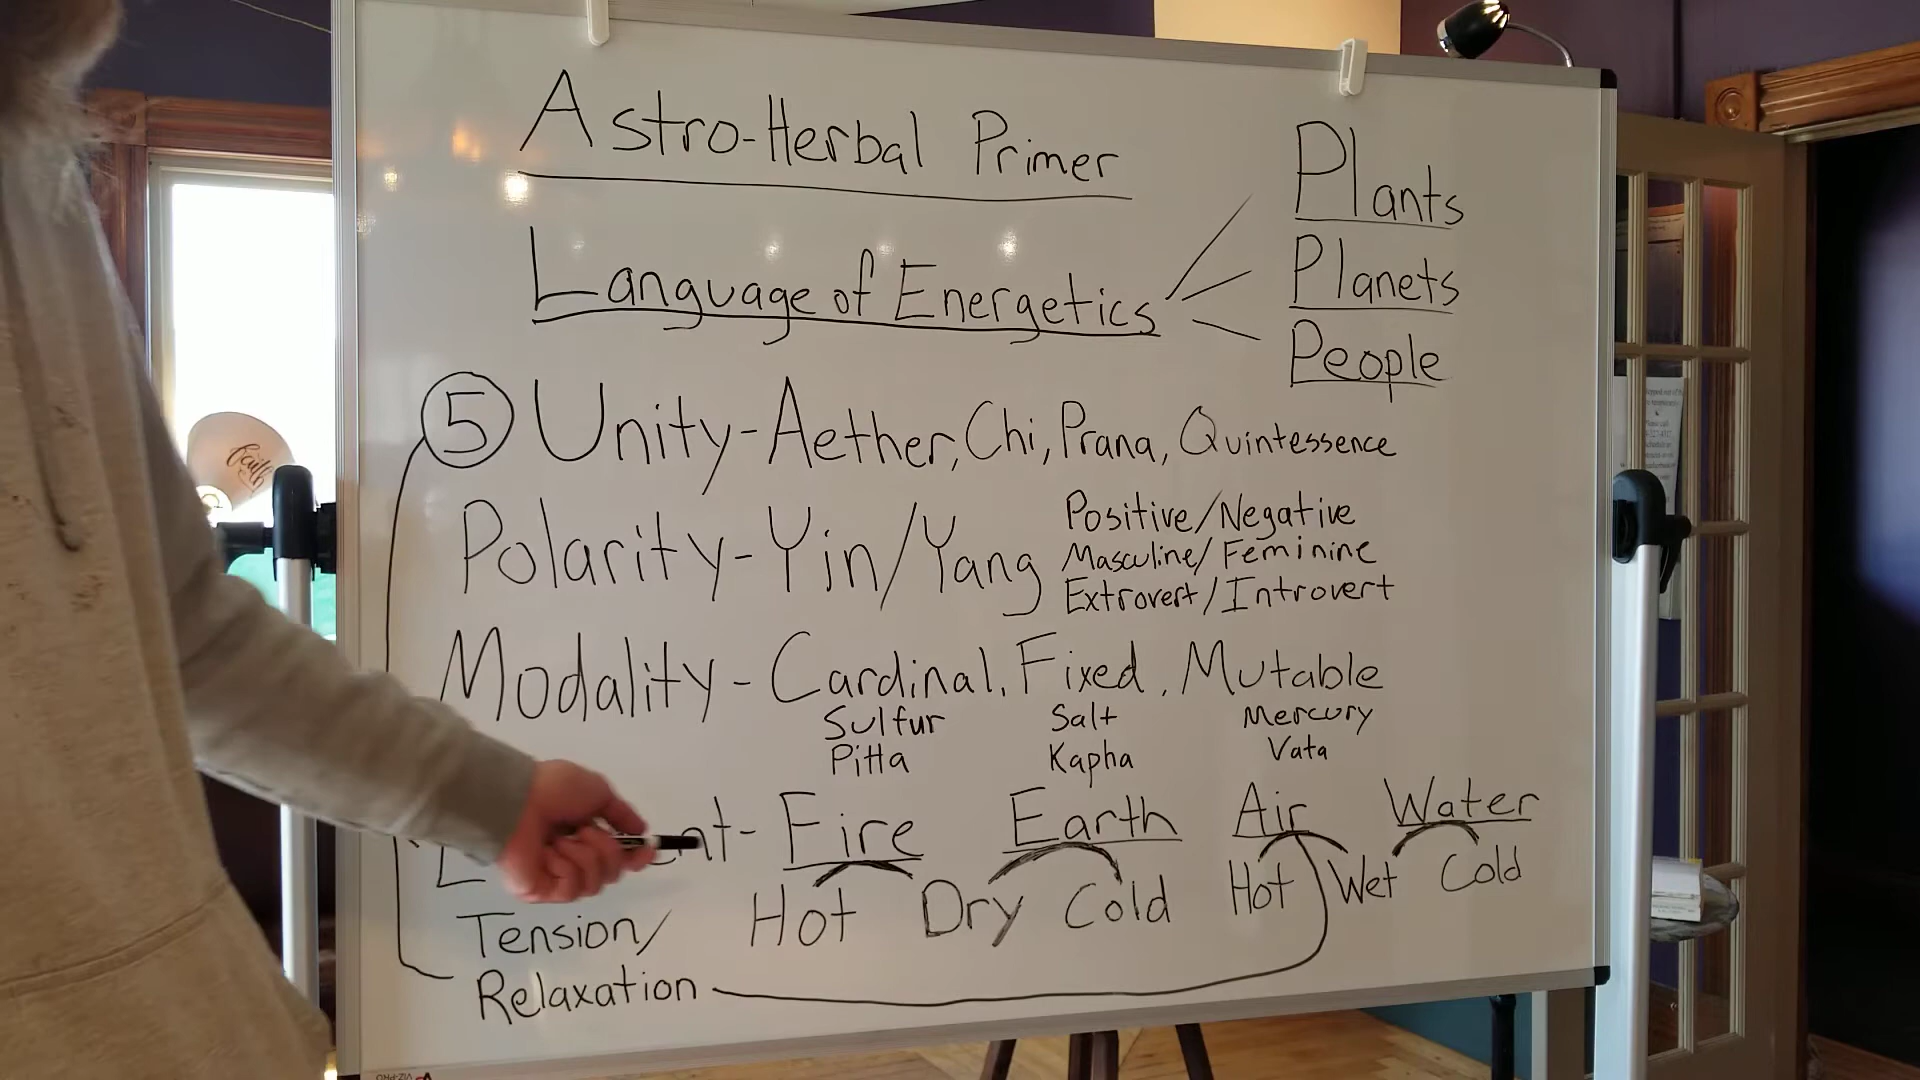 Astro-Herbal Primer
Language of Energetics
Plants
Planets
People
5 Unity-Aether, Chi, Prana, Quintessence
Polarity-Yin/Yang
Positive/Negative
Masculine/Feminine
Extrovert/Introvert
Modality-Cardinal, Fixed, Mutable
Sulfur Salt Mercury
Pitta Kapha Vata
Fire Earth Air Water
Hot Dry Cold Hot Wet Cold
Tension/
Relaxation
Faith